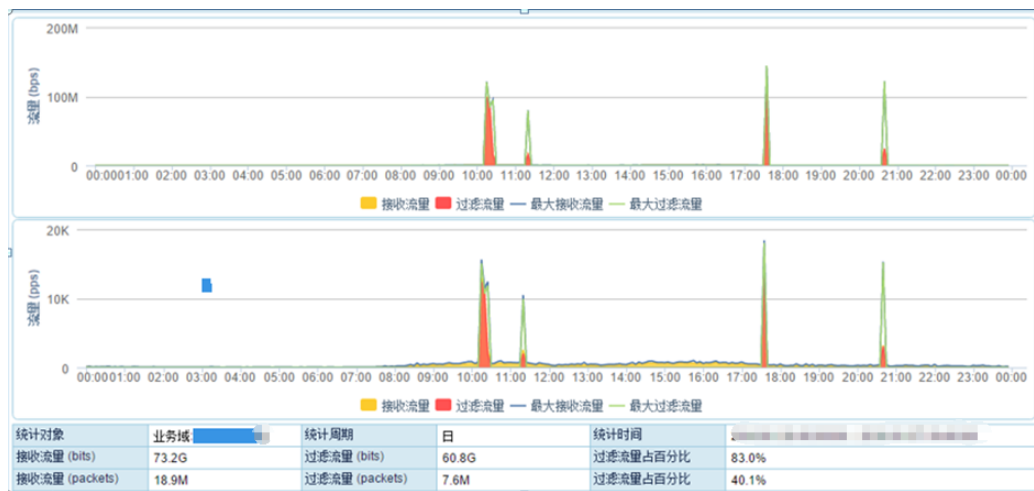 200M
100M
0
流量 (bps)
00:00 01:00 02:00 03:00 04:00 05:00 06:00 07:00 08:00 09:00 10:00 11:00 12:00 13:00 14:00 15:00 16:00 17:00 18:00 19:00 20:00 21:00 22:00 23:00 00:00
接收流量 过滤流量 最大接收流量 最大过滤流量
20K
10K
0
流量 (pps)
00:00 01:00 02:00 03:00 04:00 05:00 06:00 07:00 08:00 09:00 10:00 11:00 12:00 13:00 14:00 15:00 16:00 17:00 18:00 19:00 20:00 21:00 22:00 23:00 00:00
接收流量 过滤流量 最大接收流量 最大过滤流量
统计对象 业务域: 统计周期 日 统计时间
接收流量 (bits) 73.2G 过滤流量 (bits) 60.8G 过滤流量占百分比 83.0%
接收流量 (packets) 18.9M 过滤流量 (packets) 7.6M 过滤流量占百分比 40.1%